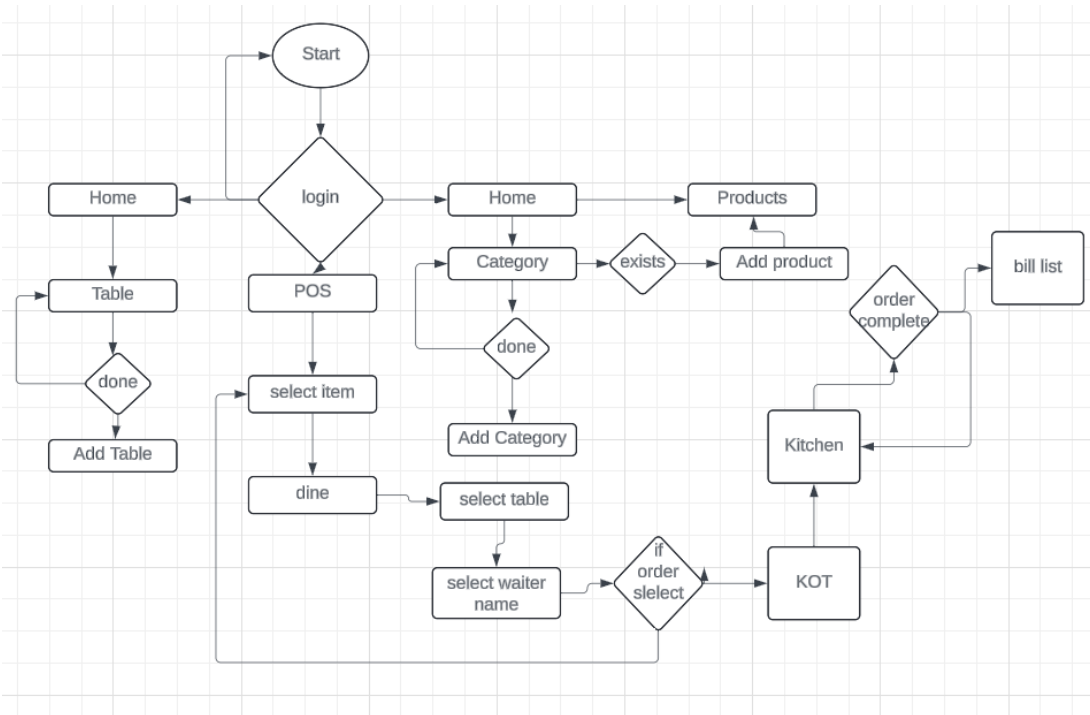 Start
login
Home
Home
Products
Table
POS
Category
exists
Add product
bill list
order
complete
done
done
select item
Add Table
Add Category
Kitchen
dine
select table
select waiter
name
if
order
slelect
KOT